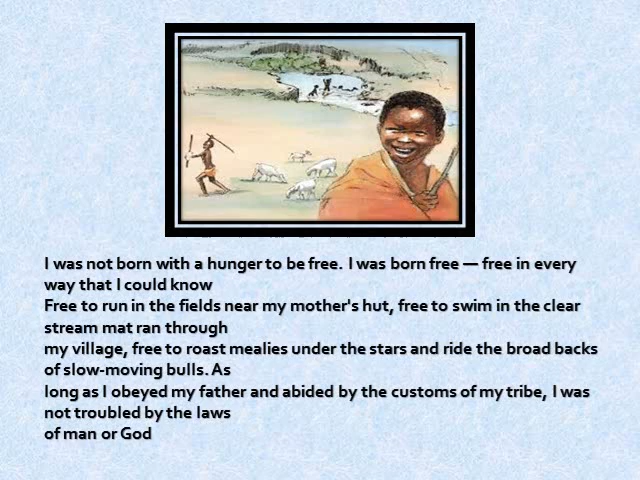 I was not born with a hunger to be free. I was born free — free in every
way that I could know
Free to run in the fields near my mother's hut, free to swim in the clear
stream mat ran through
my village, free to roast mealies under the stars and ride the broad backs
of slow-moving bulls. As
long as I obeyed my father and abided by the customs of my tribe, I was
not troubled by the laws
of man or God